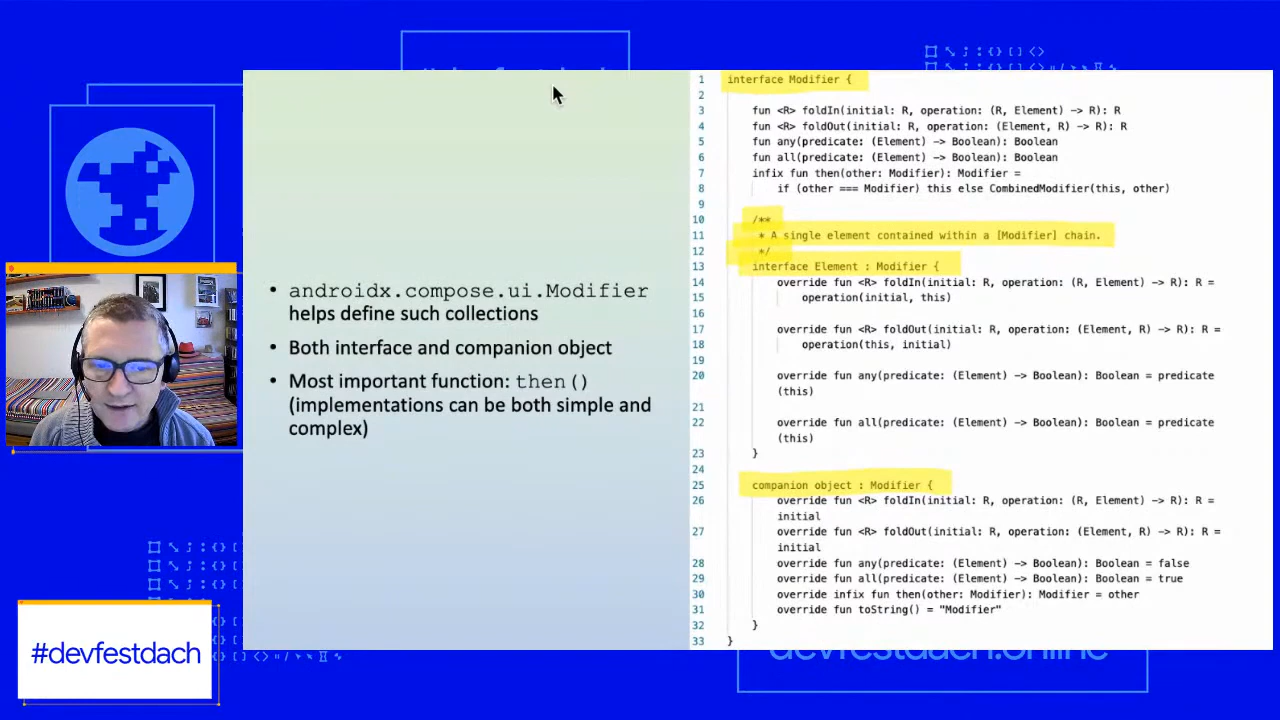 • androidx.compose.ui.Modifier
helps define such collections
• Both interface and companion object
• Most important function: then()
(implementations can be both simple and
complex)
1 interface Modifier {
2
3 fun <R> foldIn(initial: R, operation: (R, Element) -> R): R
4 fun <R> foldOut(initial: R, operation: (Element, R) -> R): R
5 fun any(predicate: (Element) -> Boolean): Boolean
6 fun all(predicate: (Element) -> Boolean): Boolean
7 infix fun then(other: Modifier): Modifier =
8 if (other === Modifier) this else CombinedModifier(this, other)
9
10 /**
11 * A single element contained within a [Modifier] chain.
12 */
13 interface Element : Modifier {
14 override fun <R> foldIn(initial: R, operation: (R, Element) -> R): R =
15 operation(initial, this)
16
17 override fun <R> foldOut(initial: R, operation: (Element, R) -> R): R =
18 operation(this, initial)
19
20 override fun any(predicate: (Element) -> Boolean): Boolean = predicate
(this)
21
22 override fun all(predicate: (Element) -> Boolean): Boolean = predicate
(this)
23 }
24
25 companion object : Modifier {
26 override fun <R> foldIn(initial: R, operation: (R, Element) -> R): R =
initial
27 override fun <R> foldOut(initial: R, operation: (Element, R) -> R): R =
initial
28 override fun any(predicate: (Element) -> Boolean): Boolean = false
29 override fun all(predicate: (Element) -> Boolean): Boolean = true
30 override infix fun then(other: Modifier): Modifier = other
31 override fun toString() = "Modifier"
32 }
33 }
#devfestdach
devfestdach.online